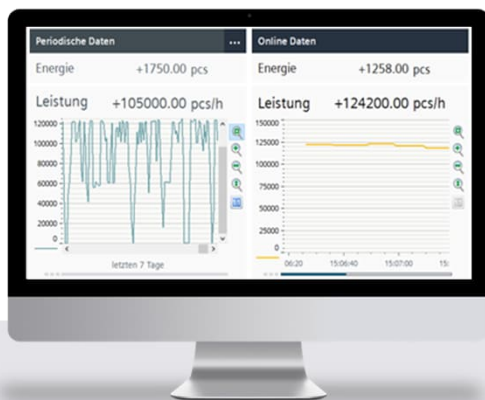 Periodische Daten
Energie +1750.00 pcs
Leistung +105000.00 pcs/h
120000
100000
80000
60000
40000
20000
0
letzten 7 Tage
Online Daten
Energie +1258.00 pcs
Leistung +124200.00 pcs/h
150000
125000
100000
75000
50000
25000
0
06:20 15:06:40 15:07:00 15: